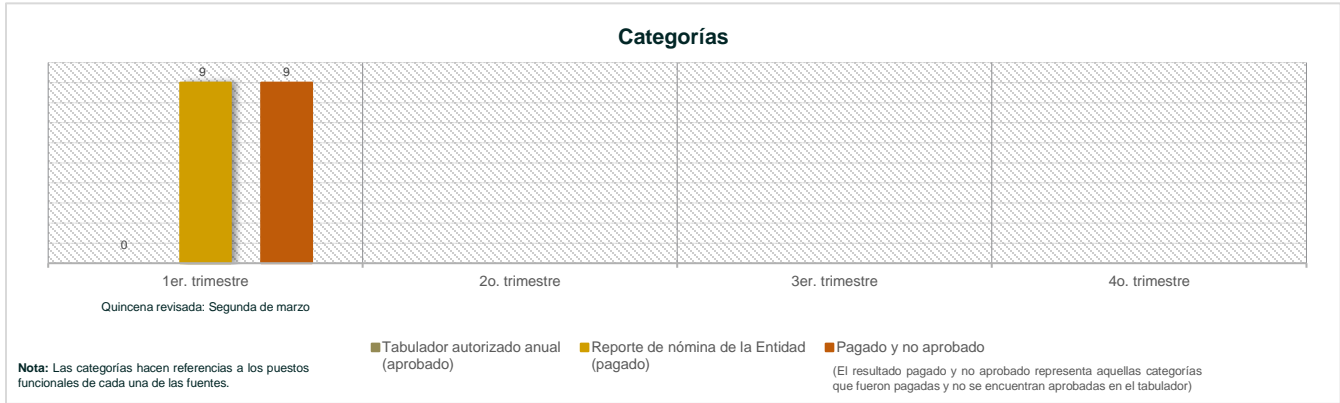 Categorías
9
9
0
1er. trimestre
2o. trimestre
3er. trimestre
4o. trimestre
Quincena revisada: Segunda de marzo
Tabulador autorizado anual
(aprobado)
Reporte de nómina de la Entidad
(pagado)
Pagado y no aprobado
(El resultado pagado y no aprobado representa aquellas categorías
que fueron pagadas y no se encuentran aprobadas en el tabulador)
Nota: Las categorías hacen referencias a los puestos
funcionales de cada una de las fuentes.